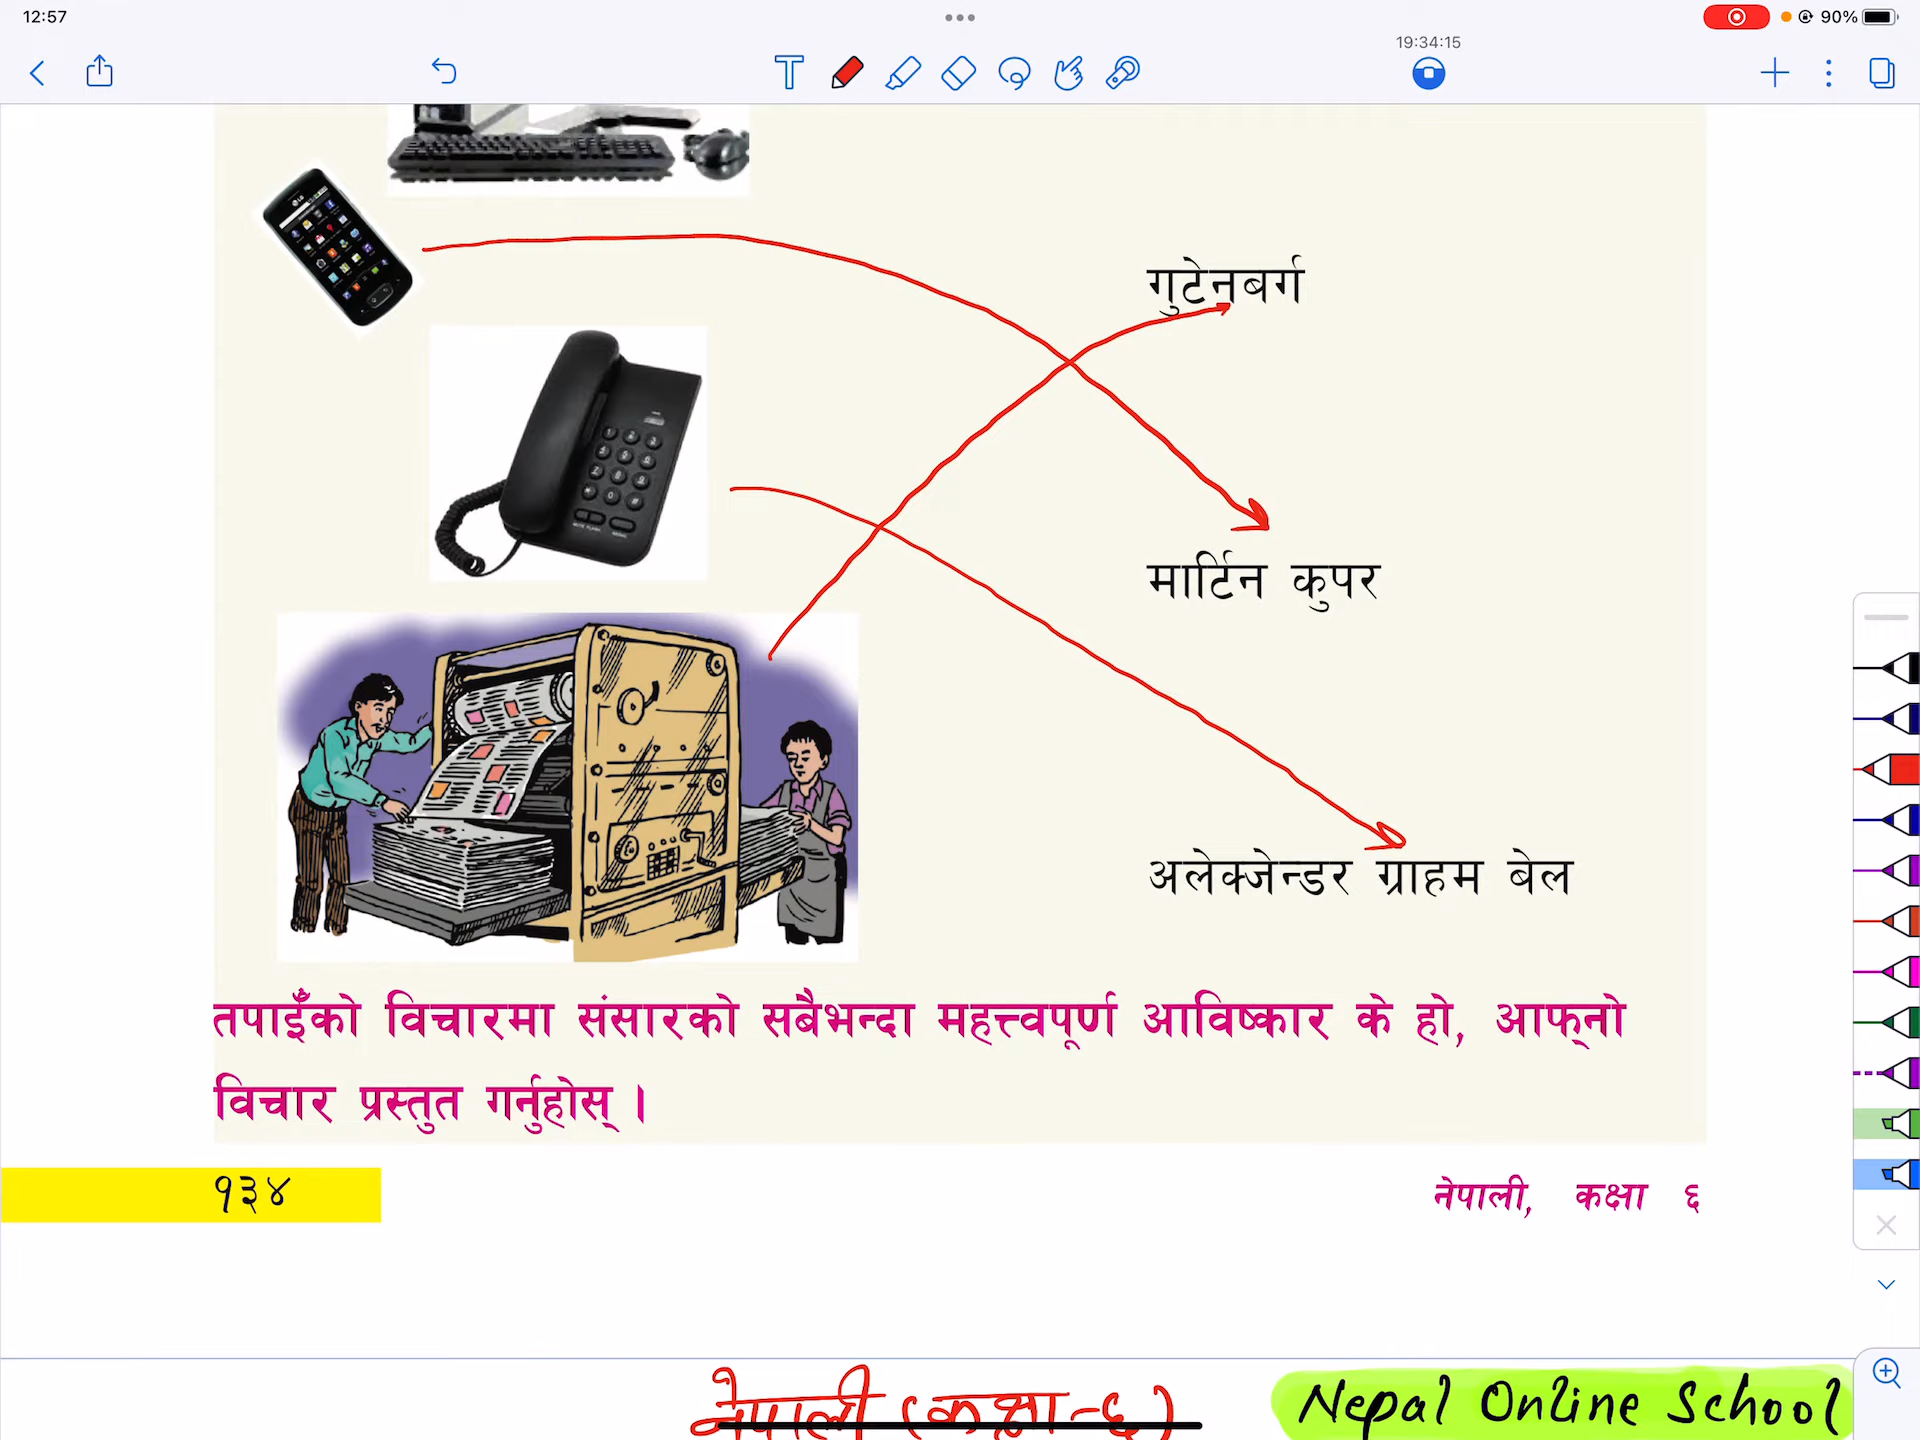 12:57
90%
19:34:15
गुटेनबर्ग
मार्टिन कुपर
अलेक्जेन्डर ग्राहम बेल
तपाइँको विचारमा संसारको सबैभन्दा महत्त्वपूर्ण आविष्कार के हो, आफ्‌नो
विचार प्रस्तुत गर्नुहोस् ।
१३४
नेपाली, कक्षा ६
नेपाली (कक्षा-६)
Nepal Online School